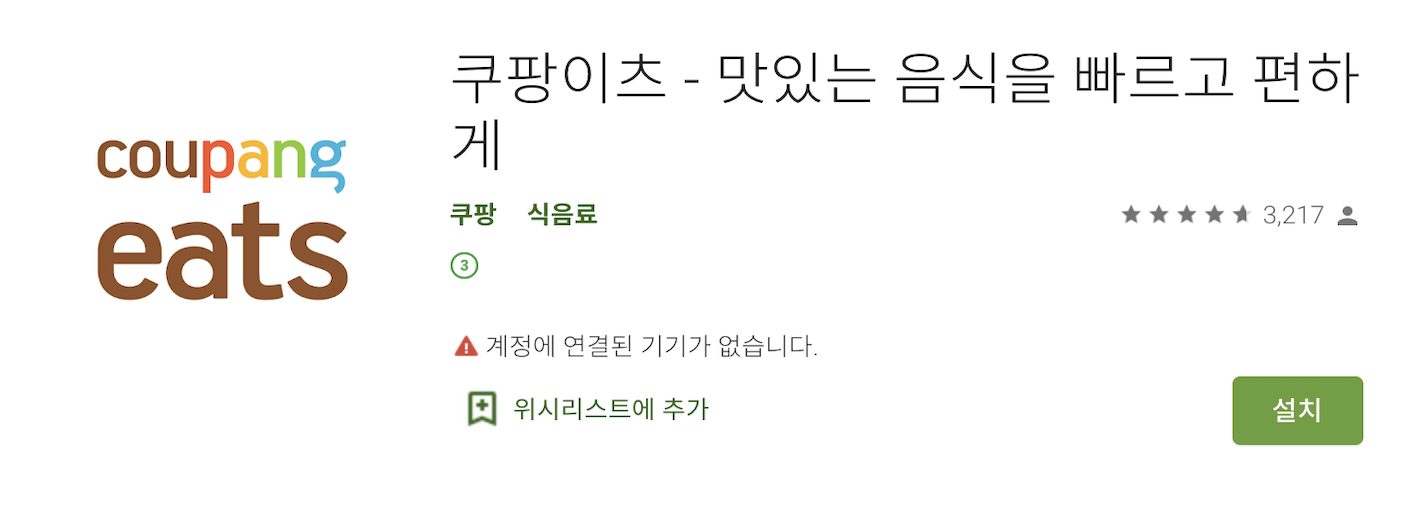 coupang
eats
쿠팡이츠 - 맛있는 음식을 빠르고 편하
게
쿠팡 식음료
3,217
3
계정에 연결된 기기가 없습니다.
위시리스트에 추가
설치